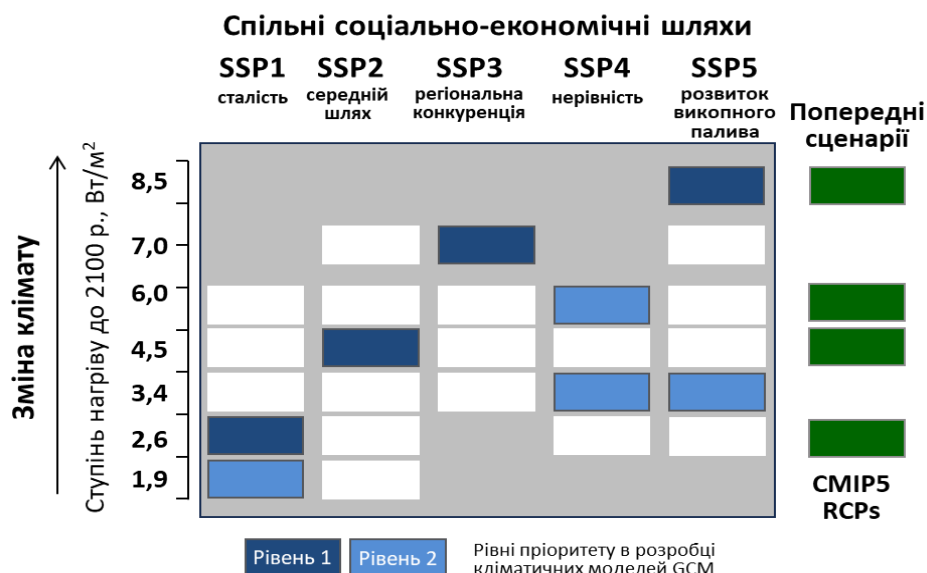 Спільні соціально-економічні шляхи
SSP1 SSP2 SSP3 SSP4 SSP5
сталість
середній
шлях
регіональна
конкуренція
нерівність
розвиток
викопного
палива
Попередні
сценарії
Зміна клімату
Ступінь нагріву до 2100 р., Вт/м²
8,5
7,0
6,0
4,5
3,4
2,6
1,9
CMIP5
RCPs
Рівень 1
Рівень 2
Рівні пріоритету в розробці
кліматичних моделей GCM